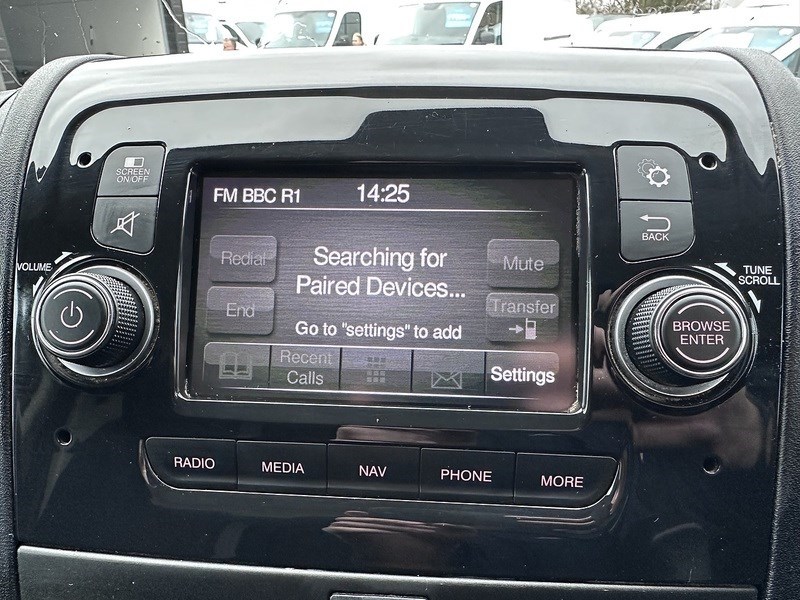 SCREEN
ON/OFF
FM BBC R1
14:25
BACK
VOLUME
TUNE
SCROLL
Redial
Searching for
Paired Devices...
Mute
End
Transfer
Go to "settings" to add
Recent
Calls
Settings
BROWSE
ENTER
RADIO
MEDIA
NAV
PHONE
MORE